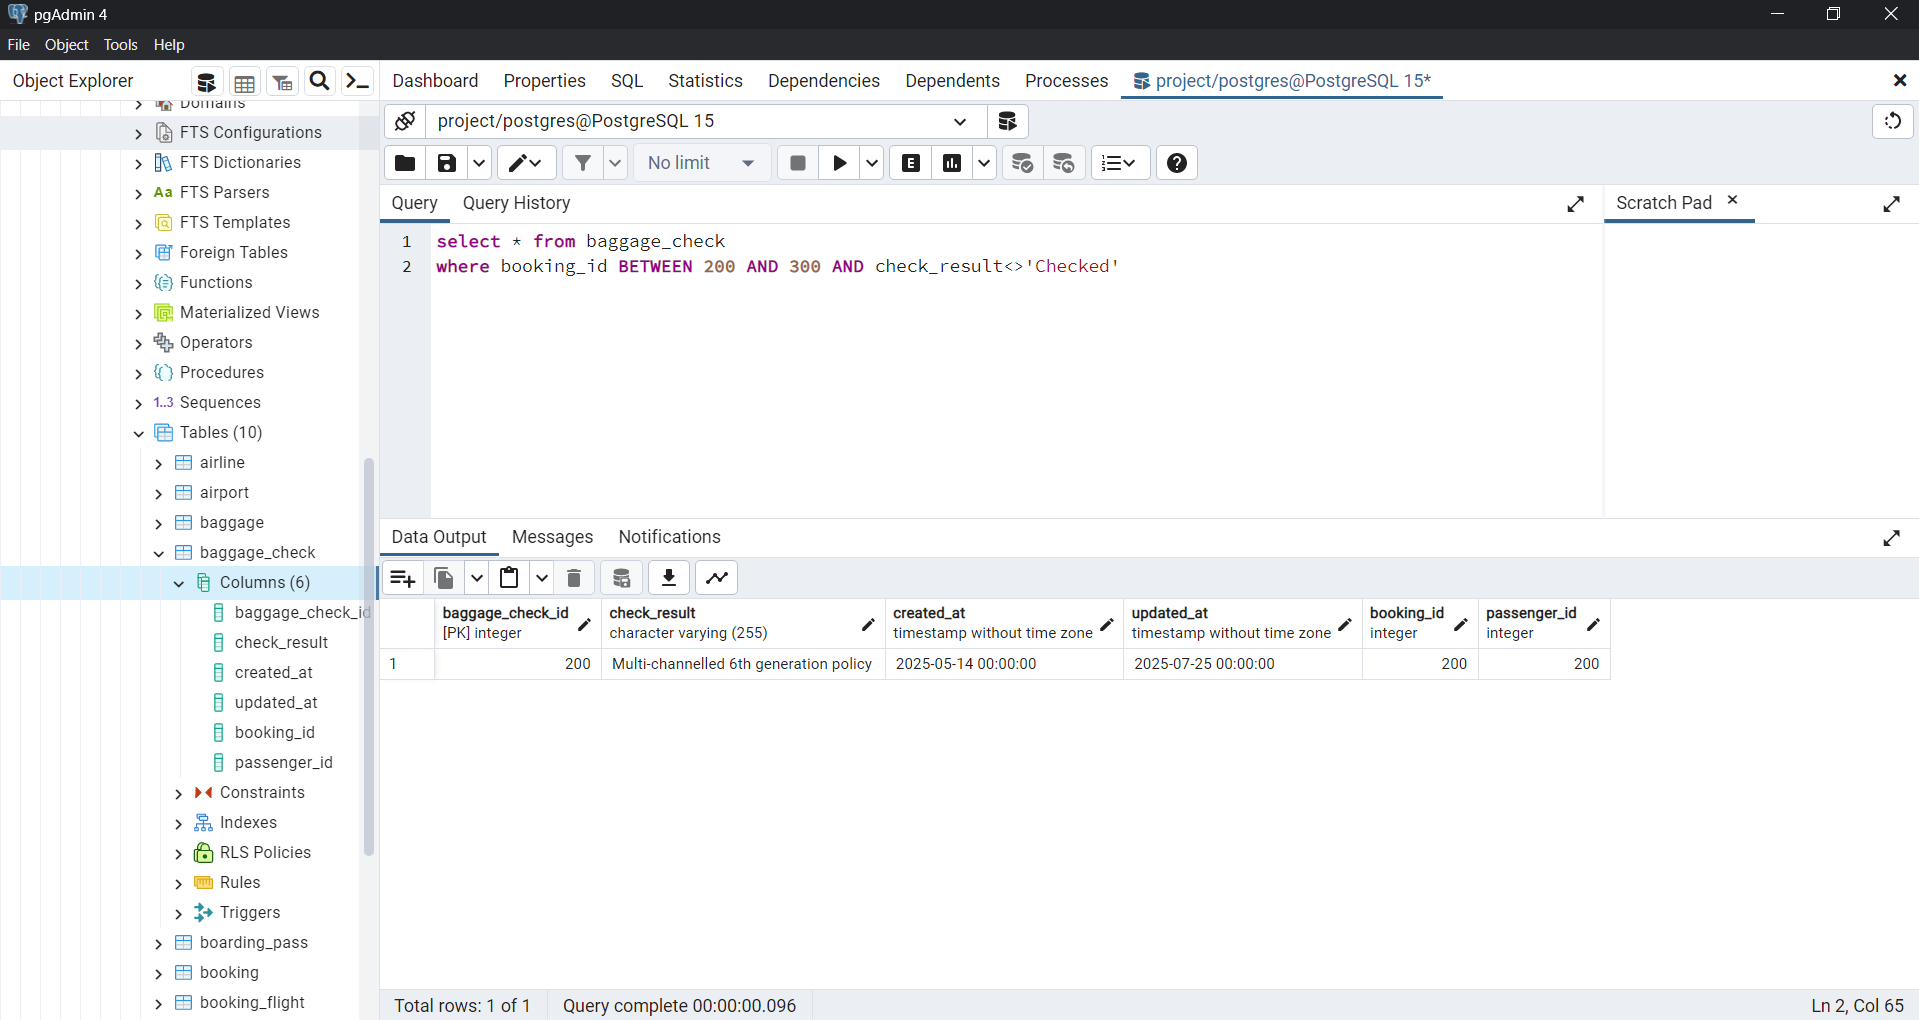 pgAdmin 4
File Object Tools Help
Object Explorer
Dashboard Properties SQL Statistics Dependencies Dependents Processes project/postgres@PostgreSQL 15*
project/postgres@PostgreSQL 15
No limit
E
Query Query History
Scratch Pad
1 select * from baggage_check
2 where booking_id BETWEEN 200 AND 300 AND check_result<>'Checked'
Domains
FTS Configurations
FTS Dictionaries
Aa FTS Parsers
FTS Templates
Foreign Tables
Functions
Materialized Views
Operators
Procedures
1..3 Sequences
Tables (10)
airline
airport
baggage
baggage_check
Columns (6)
baggage_check_id
check_result
created_at
updated_at
booking_id
passenger_id
Constraints
Indexes
RLS Policies
Rules
Triggers
boarding_pass
booking
booking_flight
Data Output Messages Notifications
baggage_check_id check_result created_at updated_at booking_id passenger_id
[PK] integer character varying (255) timestamp without time zone timestamp without time zone integer integer
1 200 Multi-channelled 6th generation policy 2025-05-14 00:00:00 2025-07-25 00:00:00 200 200
Total rows: 1 of 1 Query complete 00:00:00.096 Ln 2, Col 65